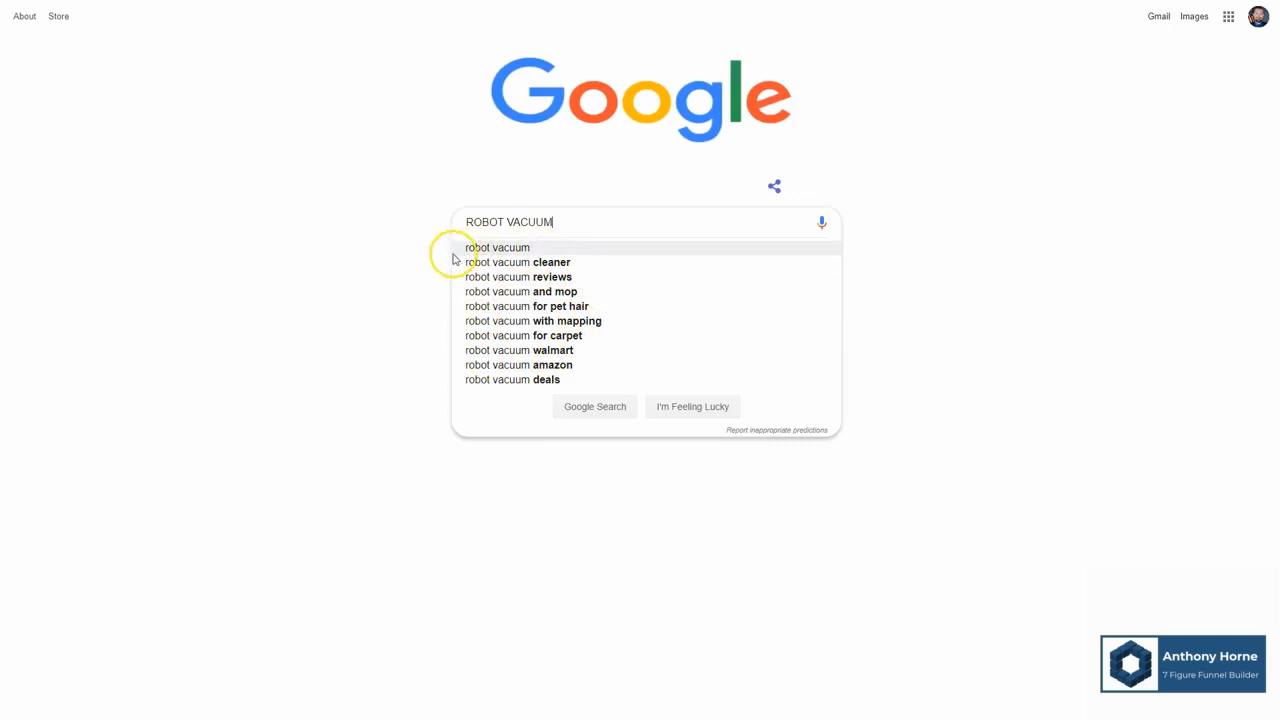 About Store Gmail Images
Google
ROBOT VACUUM
robot vacuum
robot vacuum cleaner
robot vacuum reviews
robot vacuum and mop
robot vacuum for pet hair
robot vacuum with mapping
robot vacuum for carpet
robot vacuum walmart
robot vacuum amazon
robot vacuum deals
Google Search I'm Feeling Lucky
Report inappropriate predictions
Anthony Horne
7 Figure Funnel Builder